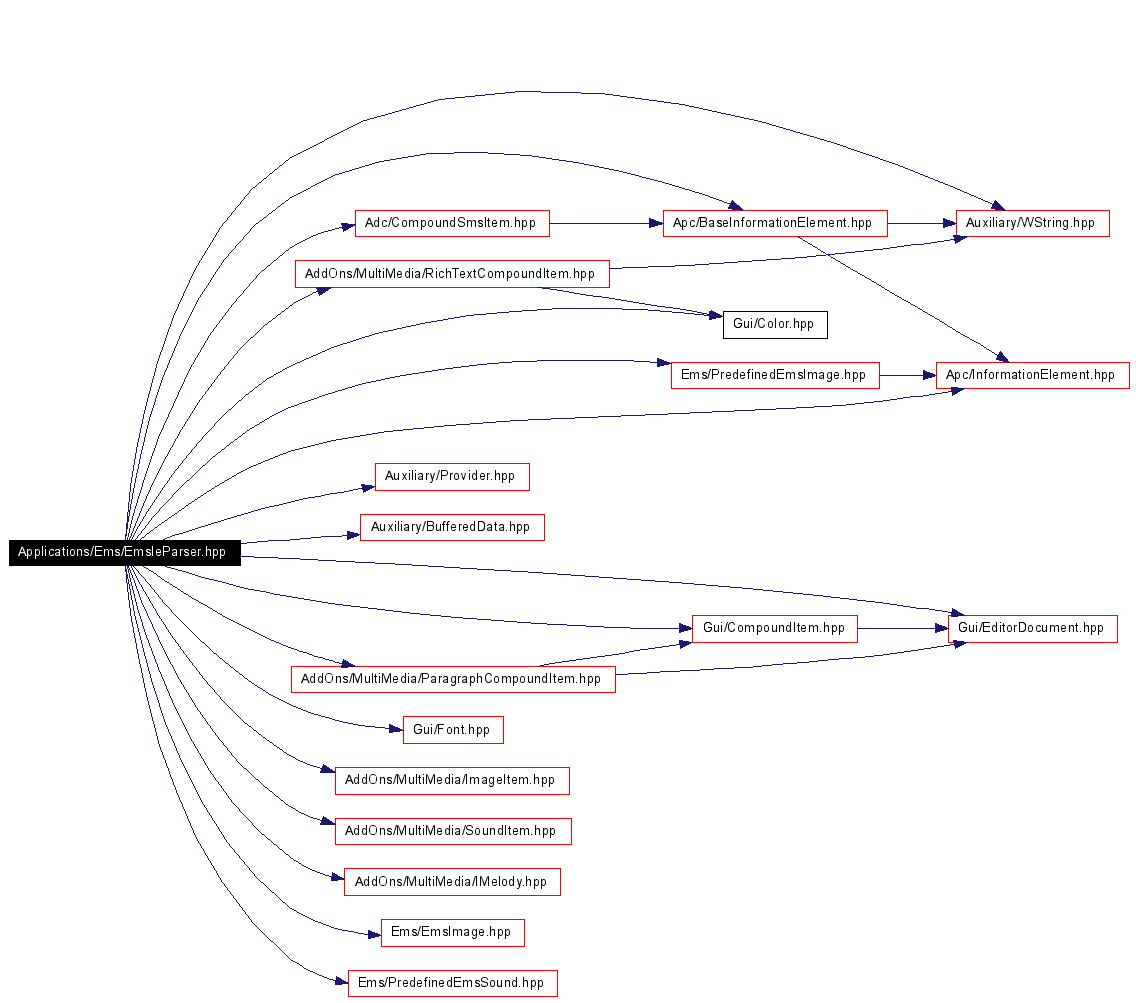 Adc/CompoundSmsItem.hpp
Apc/BaseInformationElement.hpp
Auxiliary/WString.hpp
AddOns/MultiMedia/RichTextCompoundItem.hpp
Gui/Color.hpp
Ems/PredefinedEmsImage.hpp
Apc/InformationElement.hpp
Auxiliary/Provider.hpp
Auxiliary/BufferedData.hpp
Applications/Ems/EmsIeParser.hpp
Gui/CompoundItem.hpp
Gui/EditorDocument.hpp
AddOns/MultiMedia/ParagraphCompoundItem.hpp
Gui/Font.hpp
AddOns/MultiMedia/ImageItem.hpp
AddOns/MultiMedia/SoundItem.hpp
AddOns/MultiMedia/IMelody.hpp
Ems/EmsImage.hpp
Ems/PredefinedEmsSound.hpp